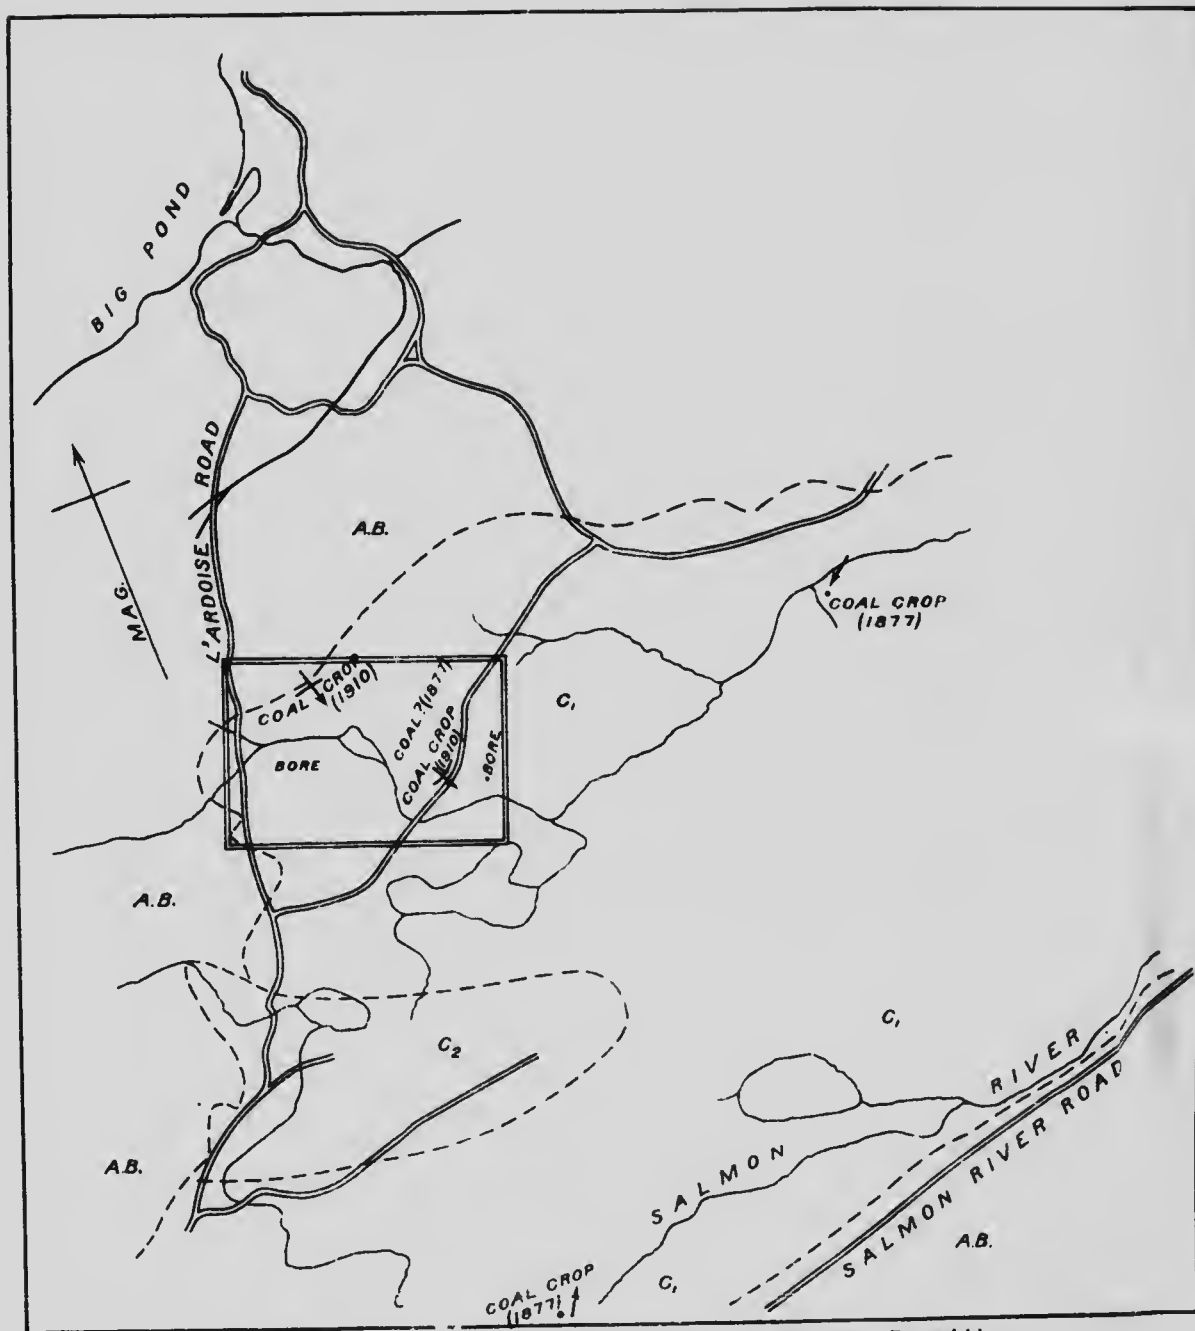 BIG POND
L'ARDOISE ROAD
MAG.
A.B.
COAL CROP
(1877)
COAL CROP
(1910)
COAL?(1877)
COAL CROP
(1910)
BORE
.BORE
C₁
A.B.
C₂
C₁
A.B.
SALMON RIVER
SALMON RIVER ROAD
A.B.
C₁
COAL CROP
(1877)